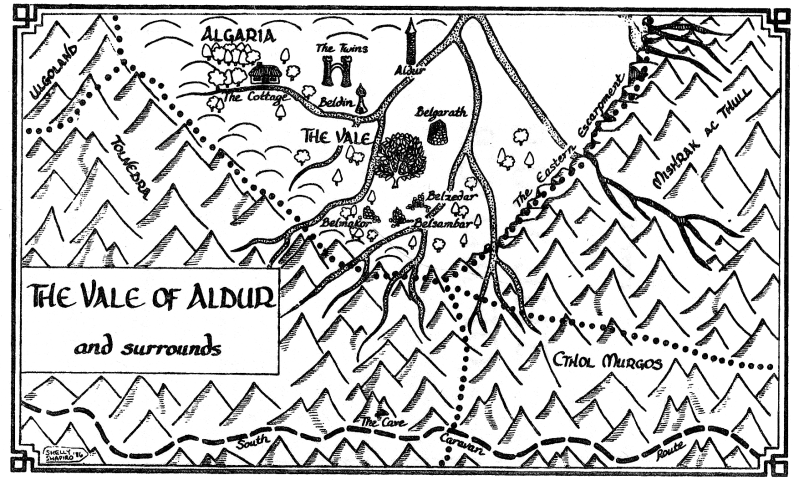 ALGARIA
ULGOLAND
The Twins
Aldur
The Cottage
Beldin
Belgarath
THE VALE
TOLNEDRA
The Eastern Escarpment
MISHRAK AC THULL
Belzedar
Belmakor
Belsambar
THE VALE OF ALDUR
and surrounds
CTHOL MURGOS
The Cave
South Caravan Route
SHELLY
SHAPIRO '86